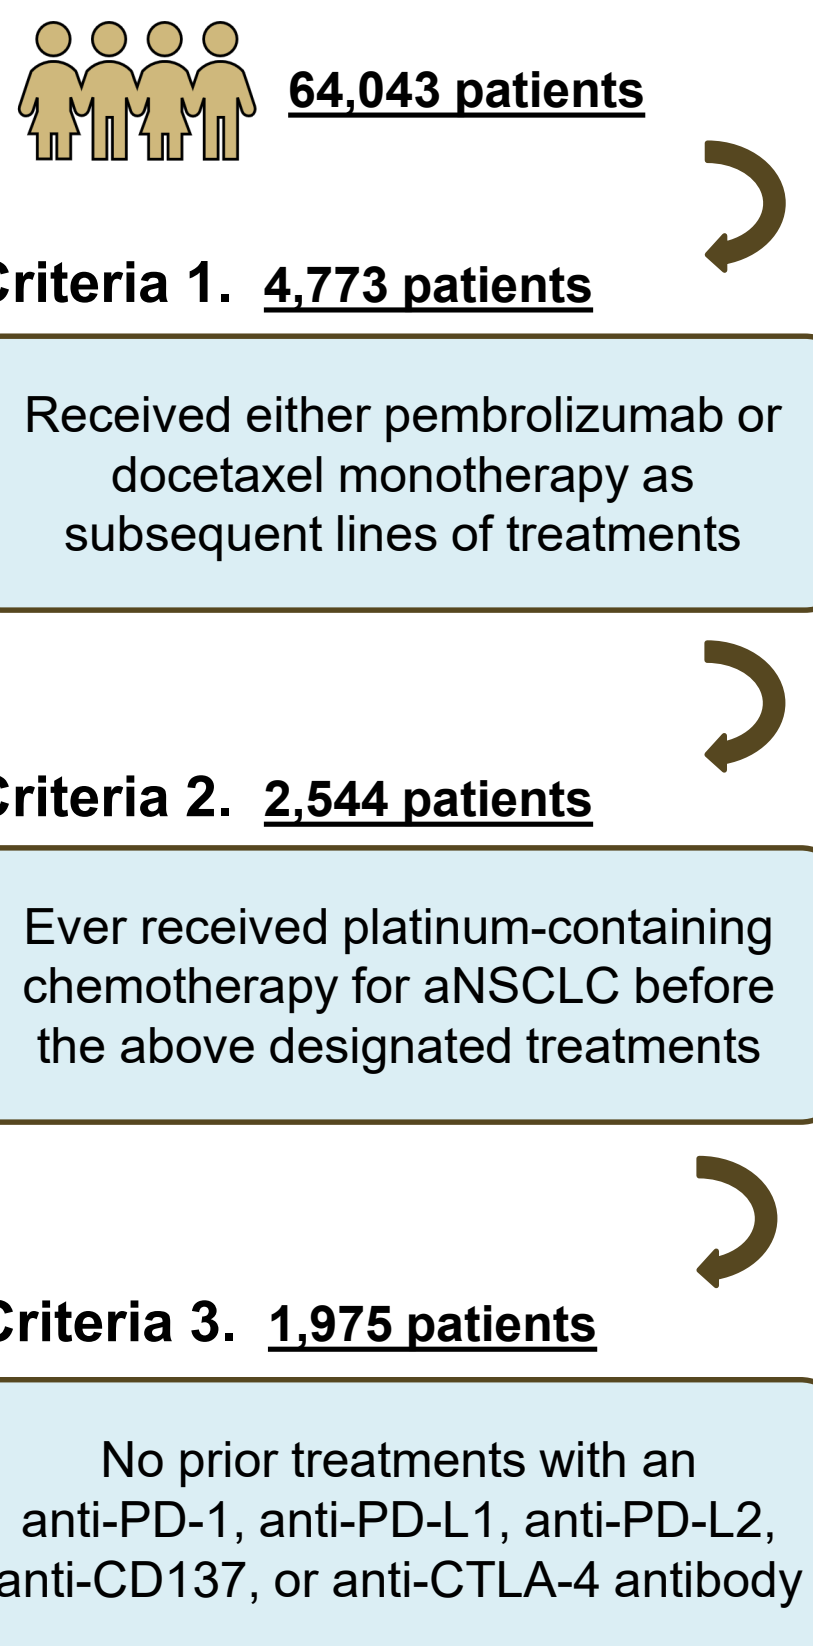 64,043 patients
Criteria 1. 4,773 patients
Received either pembrolizumab or
docetaxel monotherapy as
subsequent lines of treatments
Criteria 2. 2,544 patients
Ever received platinum-containing
chemotherapy for aNSCLC before
the above designated treatments
Criteria 3. 1,975 patients
No prior treatments with an
anti-PD-1, anti-PD-L1, anti-PD-L2,
anti-CD137, or anti-CTLA-4 antibody